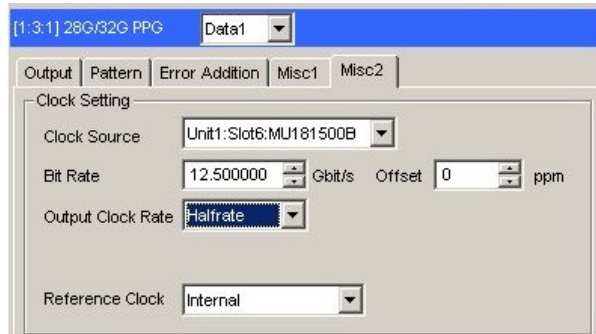 [1:3:1] 28G/32G PPG Data1
Output Pattern Error Addition Misc1 Misc2
Clock Setting
Clock Source Unit1:Slot6:MU181500B
Bit Rate 12.500000 Gbit/s Offset 0 ppm
Output Clock Rate Halfrate
Reference Clock Internal